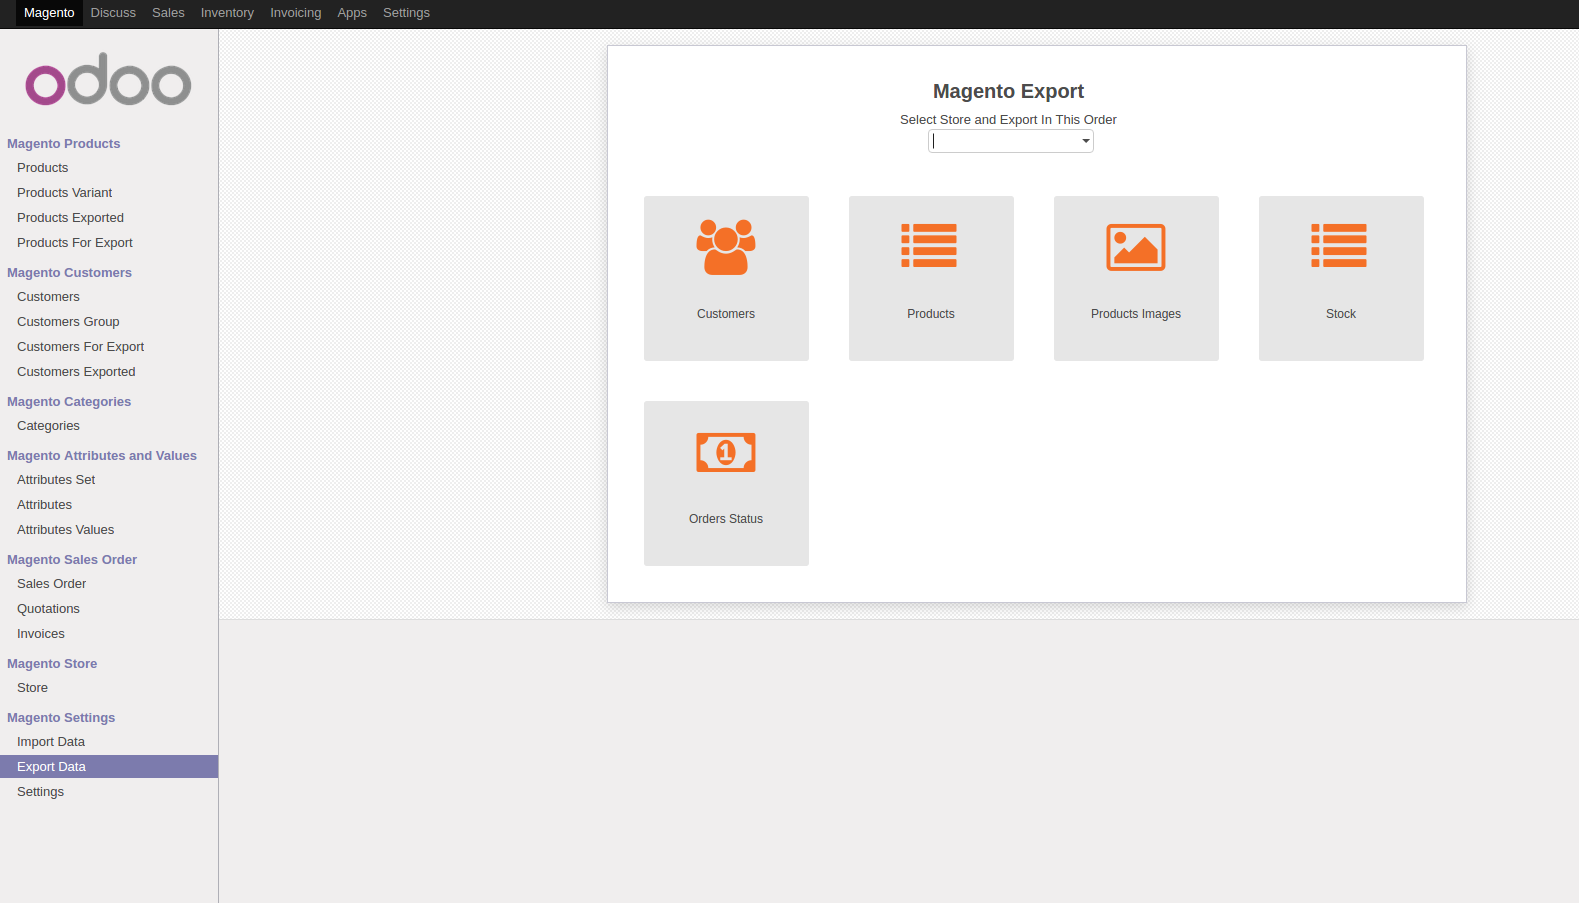 Magento Discuss Sales Inventory Invoicing Apps Settings
odoo
Magento Products
Products
Products Variant
Products Exported
Products For Export
Magento Customers
Customers
Customers Group
Customers For Export
Customers Exported
Magento Categories
Categories
Magento Attributes and Values
Attributes Set
Attributes
Attributes Values
Magento Sales Order
Sales Order
Quotations
Invoices
Magento Store
Store
Magento Settings
Import Data
Export Data
Settings
Magento Export
Select Store and Export In This Order
Customers
Products
Products Images
Stock
1
Orders Status